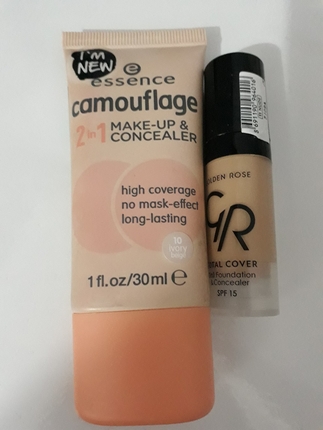 I'M
NEW
essence
camouflage
2in1 MAKE-UP &
CONCEALER
high coverage
no mask-effect
long-lasting
10
ivory
beige
1 fl.oz/30ml e
GOLDEN ROSE
GR
TOTAL COVER
Foundation
& Concealer
SPF 15